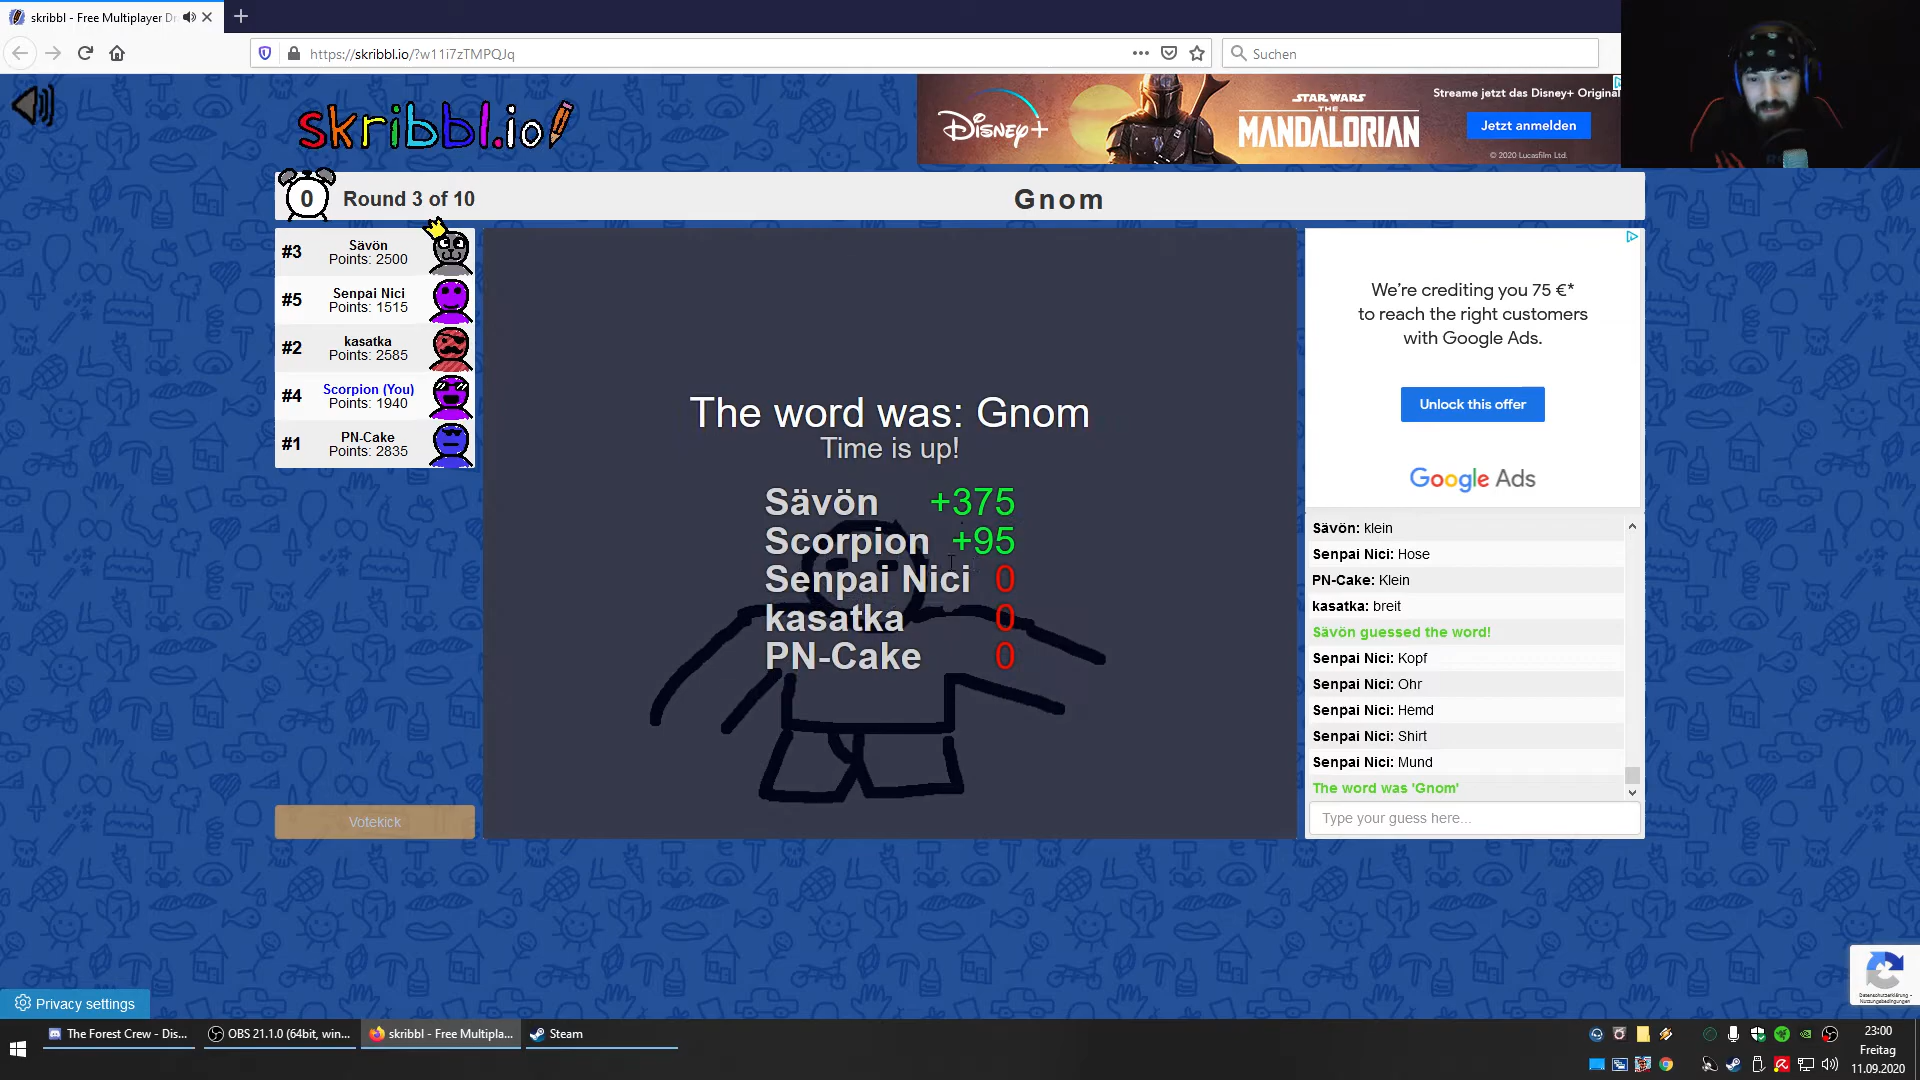 skribbl - Free Multiplayer Dr
https://skribbl.io/?w11i7zTMPQJq
Suchen
skribbl.io
Disney+
STAR WARS
THE
MANDALORIAN
Streame jetzt das Disney+ Original
Jetzt anmelden
© 2020 Lucasfilm Ltd.
0
Round 3 of 10
Gnom
#3
Sävön
Points: 2500
#5
Senpai Nici
Points: 1515
#2
kasatka
Points: 2585
#4
Scorpion (You)
Points: 1940
#1
PN-Cake
Points: 2835
Votekick
The word was: Gnom
Time is up!
Sävön +375
Scorpion +95
Senpai Nici 0
kasatka 0
PN-Cake 0
We're crediting you 75 €*
to reach the right customers
with Google Ads.
Unlock this offer
Google Ads
Sävön: klein
Senpai Nici: Hose
PN-Cake: Klein
kasatka: breit
Sävön guessed the word!
Senpai Nici: Kopf
Senpai Nici: Ohr
Senpai Nici: Hemd
Senpai Nici: Shirt
Senpai Nici: Mund
The word was 'Gnom'
Type your guess here...
Datenschutzerklärung -
Nutzungsbedingungen
Privacy settings
The Forest Crew - Dis...
OBS 21.1.0 (64bit, win...
skribbl - Free Multipla...
Steam
23:00
Freitag
11.09.2020